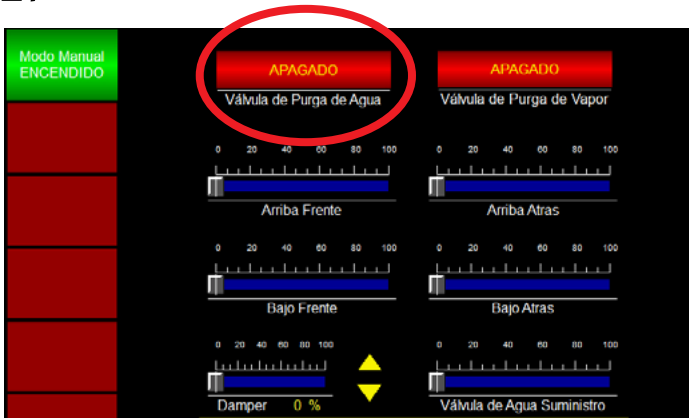 Modo Manual
ENCENDIDO
APAGADO
Válvula de Purga de Agua
APAGADO
Válvula de Purga de Vapor
0 20 40 60 80 100
Arriba Frente
0 20 40 60 80 100
Arriba Atras
0 20 40 60 80 100
Bajo Frente
0 20 40 60 80 100
Bajo Atras
0 20 40 60 80 100
Damper 0 %
0 20 40 60 80 100
Válvula de Agua Suministro